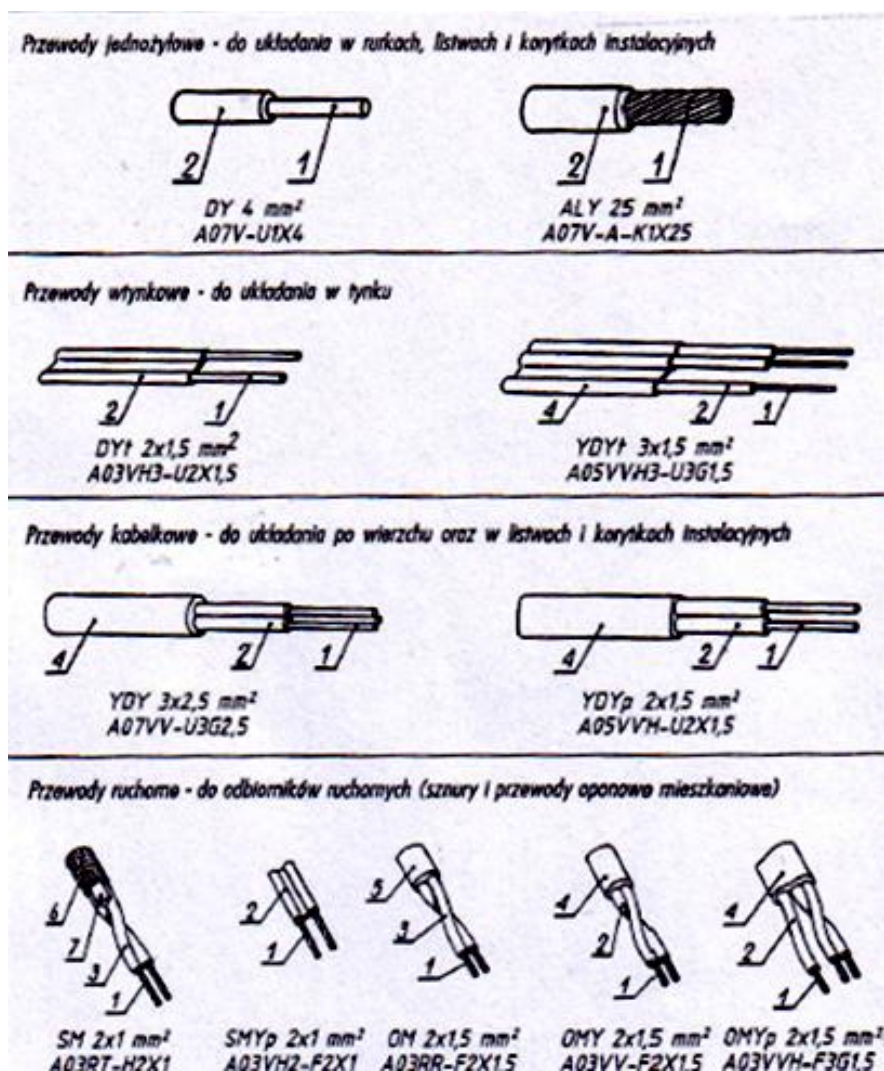 Przewody jednożyłowe - do układania w rurkach, listwach i korytkach instalacyjnych
2 1 2 1
DY 4 mm² ALY 25 mm²
A07V-U1X4 A07V-A-K1X25
Przewody wtynkowe - do układania w tynku
2 1 4 2 1
DYt 2x1,5 mm² YDYt 3x1,5 mm²
A03VH3-U2X1,5 A05VVH3-U3G1,5
Przewody kabelkowe - do układania po wierzchu oraz w listwach i korytkach instalacyjnych
4 2 1 4 2 1
YDY 3x2,5 mm² YDYp 2x1,5 mm²
A07VV-U3G2,5 A05VVH-U2X1,5
Przewody ruchome - do odbiorników ruchomych (sznury i przewody oponowe mieszkaniowe)
6 7 3 1 2 1 5 3 1 4 2 1 4 2 1
SM 2x1 mm² SMYp 2x1 mm² OM 2x1,5 mm² OMY 2x1,5 mm² OMYp 2x1,5 mm²
A03RT-H2X1 A03VH2-F2X1 A03RR-F2X1,5 A03VV-F2X1,5 A03VVH-F3G1,5